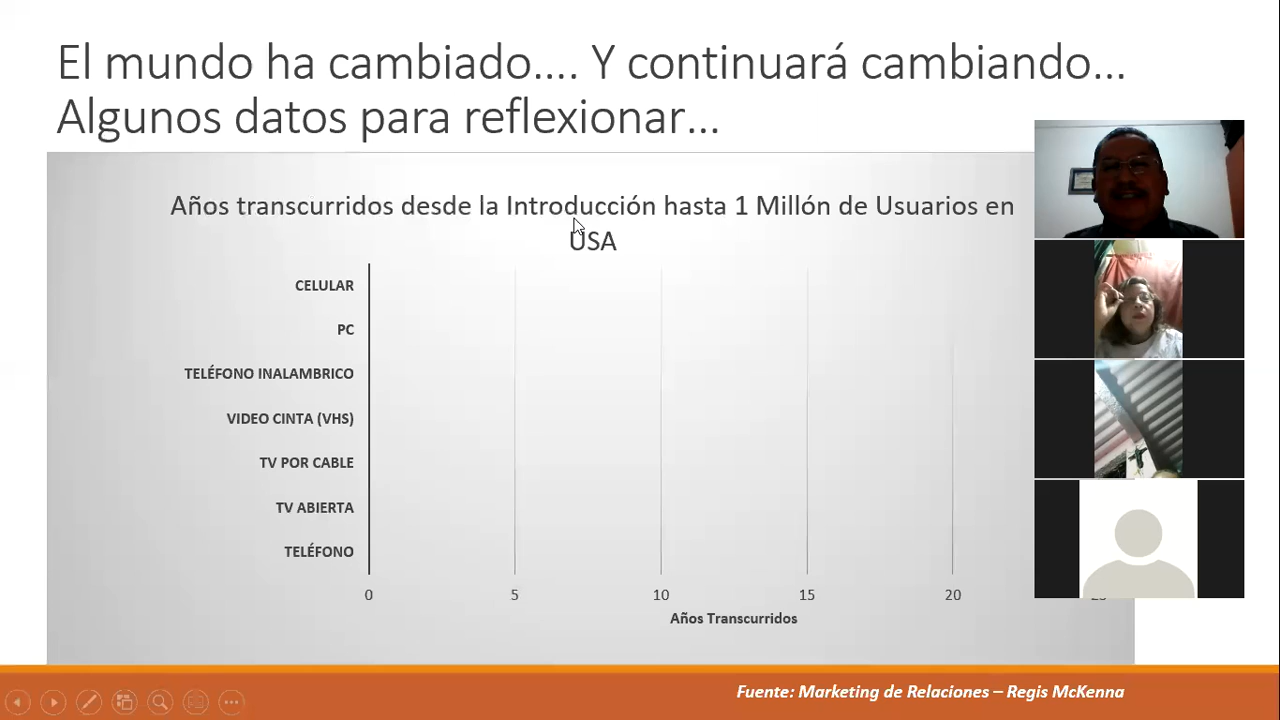 El mundo ha cambiado.... Y continuará cambiando...
Algunos datos para reflexionar...
Años transcurridos desde la Introducción hasta 1 Millón de Usuarios en
USA
CELULAR
PC
TELÉFONO INALAMBRICO
VIDEO CINTA (VHS)
TV POR CABLE
TV ABIERTA
TELÉFONO
0 5 10 15 20
Años Transcurridos
Fuente: Marketing de Relaciones – Regis McKenna